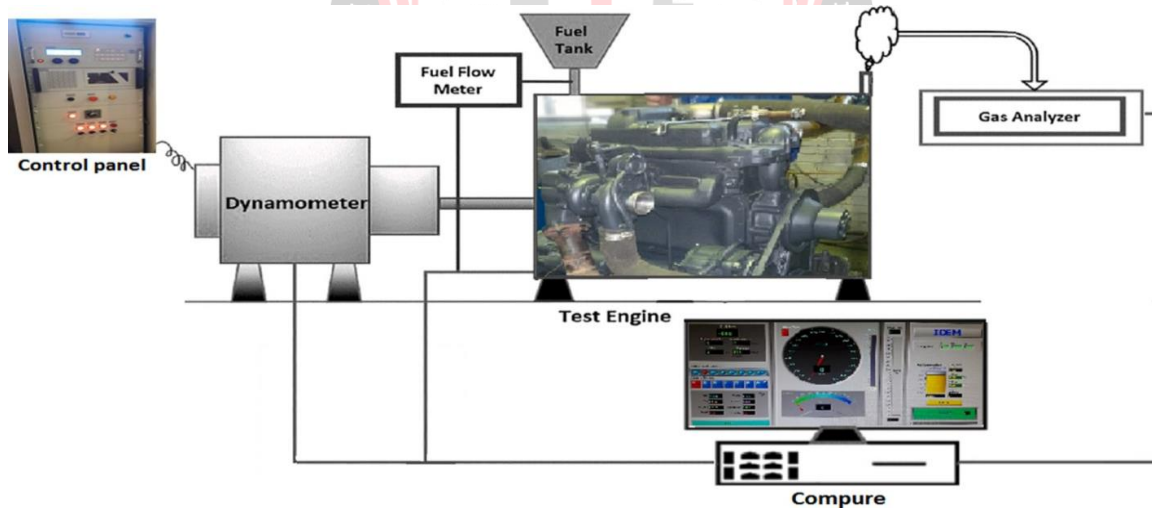 Fuel
Tank
Fuel Flow
Meter
Gas Analyzer
Control panel
Dynamometer
Test Engine
IDEM
Compure